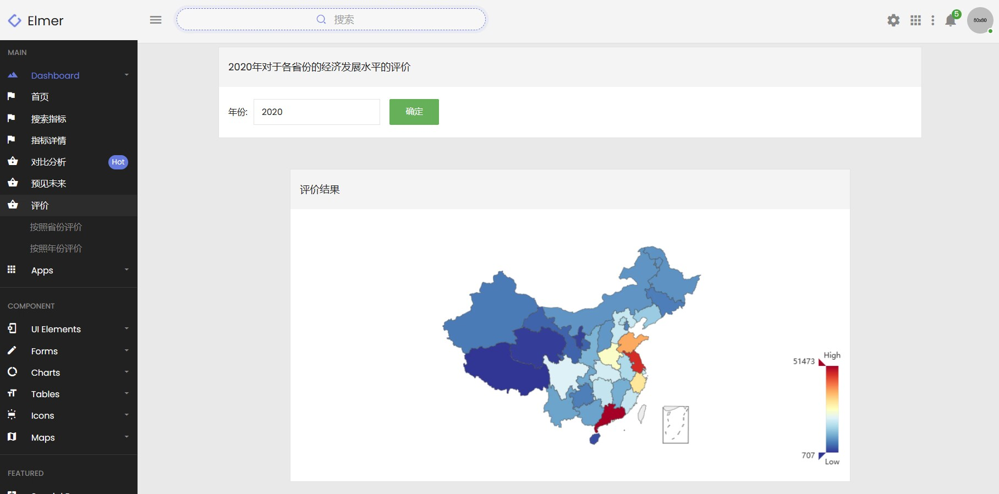 Elmer
搜索
5
80x80
MAIN
Dashboard
首页
搜索指标
指标详情
对比分析 Hot
预见未来
评价
按照省份评价
按照年份评价
Apps
COMPONENT
UI Elements
Forms
Charts
Tables
Icons
Maps
FEATURED
2020年对于各省份的经济发展水平的评价
年份: 2020 确定
评价结果
High
51473
707
Low